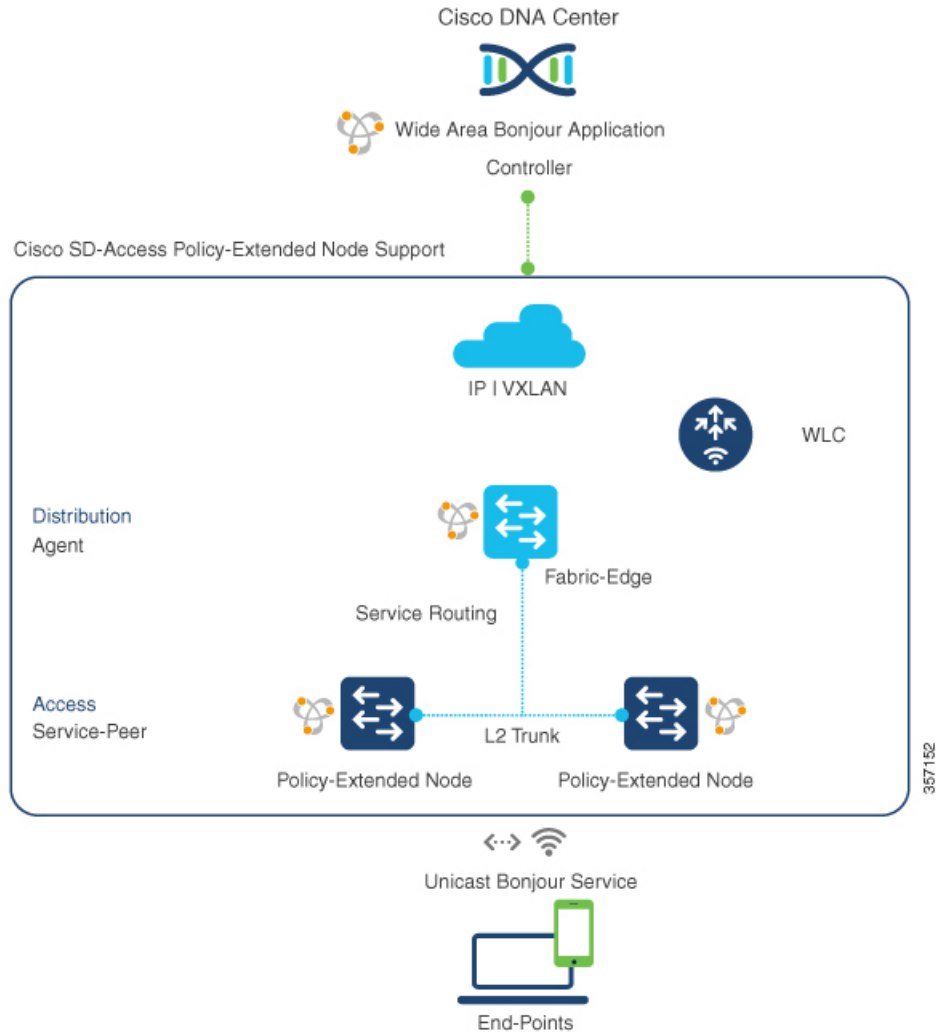 Cisco DNA Center
Wide Area Bonjour Application
Controller
Cisco SD-Access Policy-Extended Node Support
IP | VXLAN
WLC
Distribution
Agent
Fabric-Edge
Service Routing
Access
Service-Peer
L2 Trunk
Policy-Extended Node
Policy-Extended Node
357152
Unicast Bonjour Service
End-Points